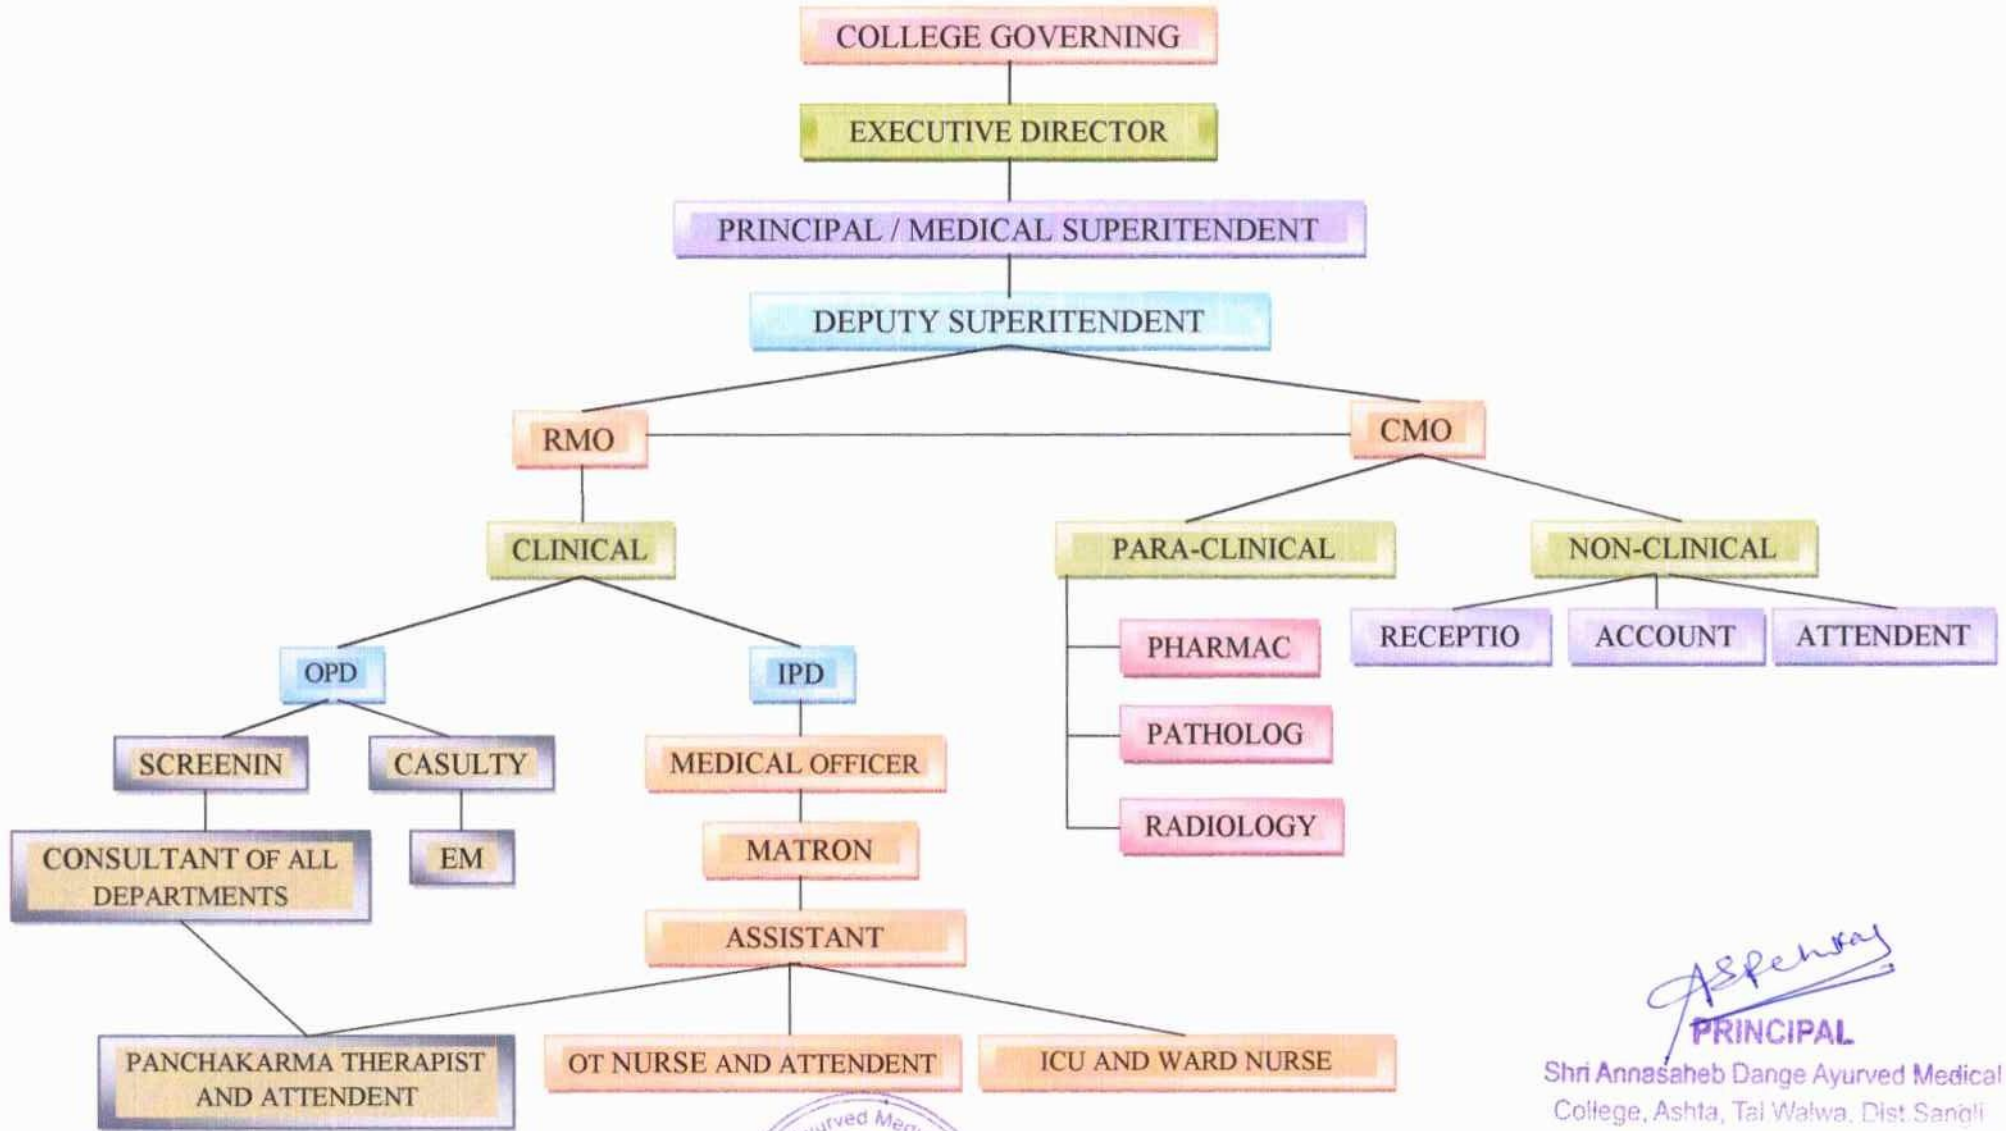 COLLEGE GOVERNING
EXECUTIVE DIRECTOR
PRINCIPAL / MEDICAL SUPERITENDENT
DEPUTY SUPERITENDENT
RMO
CMO
CLINICAL
PARA-CLINICAL
NON-CLINICAL
OPD
IPD
PHARMAC
PATHOLOG
RADIOLOGY
RECEPTIO
ACCOUNT
ATTENDENT
SCREENIN
CASULTY
MEDICAL OFFICER
CONSULTANT OF ALL
DEPARTMENTS
EM
MATRON
ASSISTANT
PANCHAKARMA THERAPIST
AND ATTENDENT
OT NURSE AND ATTENDENT
ICU AND WARD NURSE
PRINCIPAL
Shri Annasaheb Dange Ayurved Medical
College, Ashta, Tal Walwa, Dist Sangli